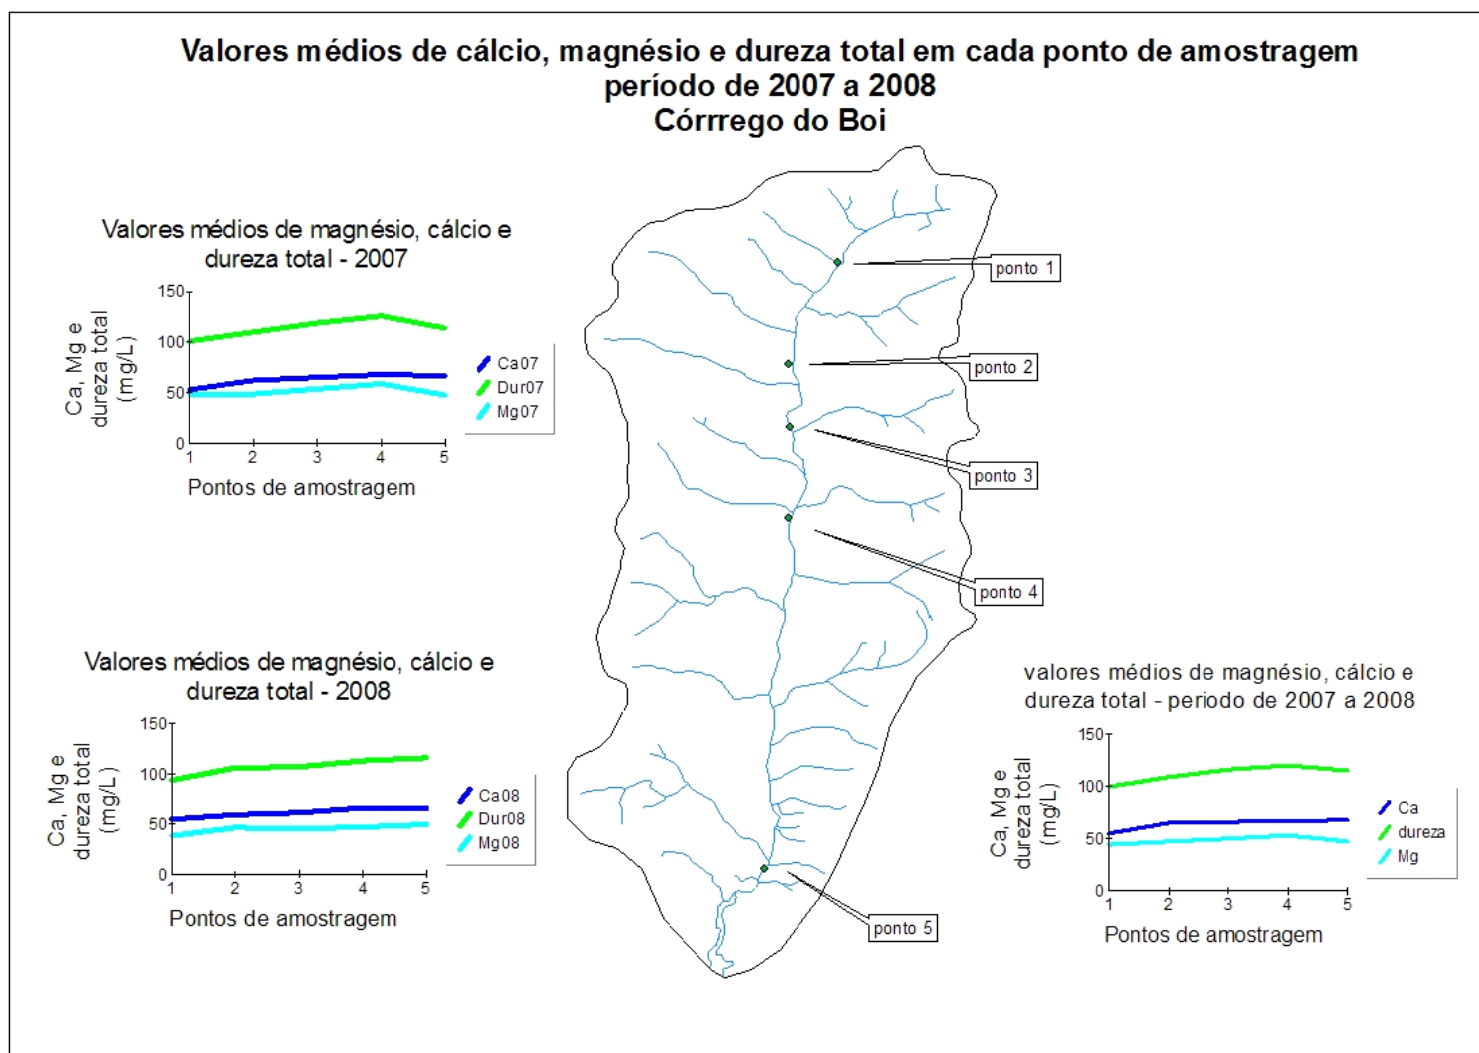 Valores médios de cálcio, magnésio e dureza total em cada ponto de amostragem
período de 2007 a 2008
Córrrego do Boi
Valores médios de magnésio, cálcio e
dureza total - 2007
Ca, Mg e
dureza total
(mg/L)
150
100
50
0
1 2 3 4 5
Pontos de amostragem
Ca07
Dur07
Mg07
ponto 1
ponto 2
ponto 3
ponto 4
ponto 5
Valores médios de magnésio, cálcio e
dureza total - 2008
Ca, Mg e
dureza total
(mg/L)
150
100
50
0
1 2 3 4 5
Pontos de amostragem
Ca08
Dur08
Mg08
valores médios de magnésio, cálcio e
dureza total - periodo de 2007 a 2008
Ca, Mg e
dureza total
(mg/L)
150
100
50
0
1 2 3 4 5
Pontos de amostragem
Ca
dureza
Mg